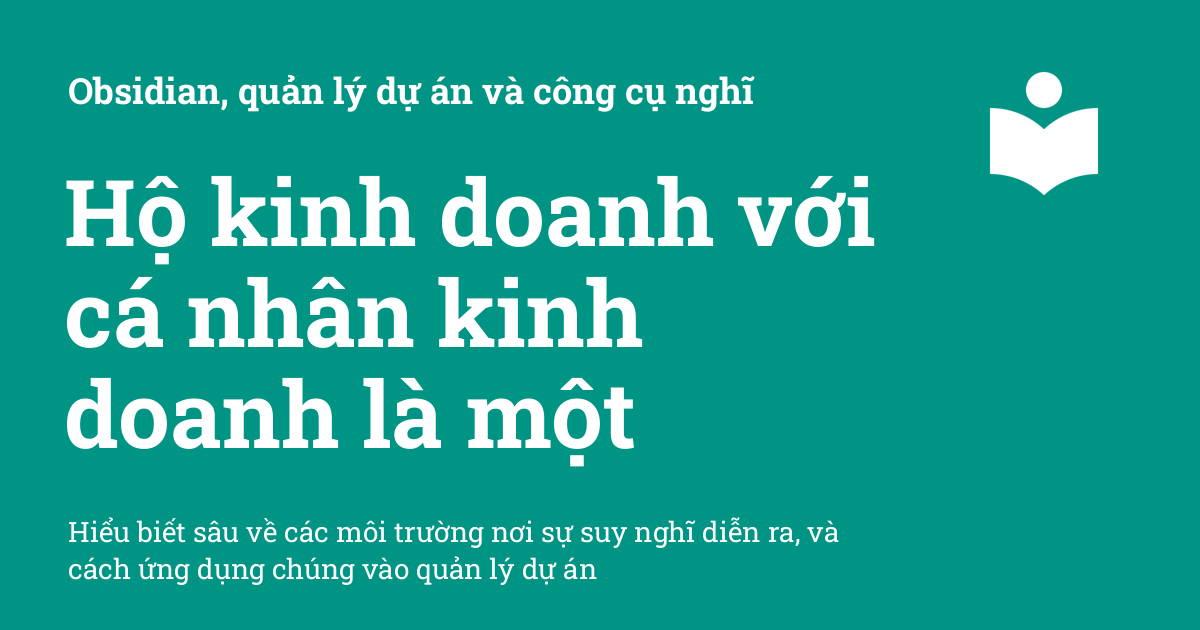 Obsidian, quản lý dự án và công cụ nghĩ
Hộ kinh doanh với
cá nhân kinh
doanh là một
Hiểu biết sâu về các môi trường nơi sự suy nghĩ diễn ra, và
cách ứng dụng chúng vào quản lý dự án